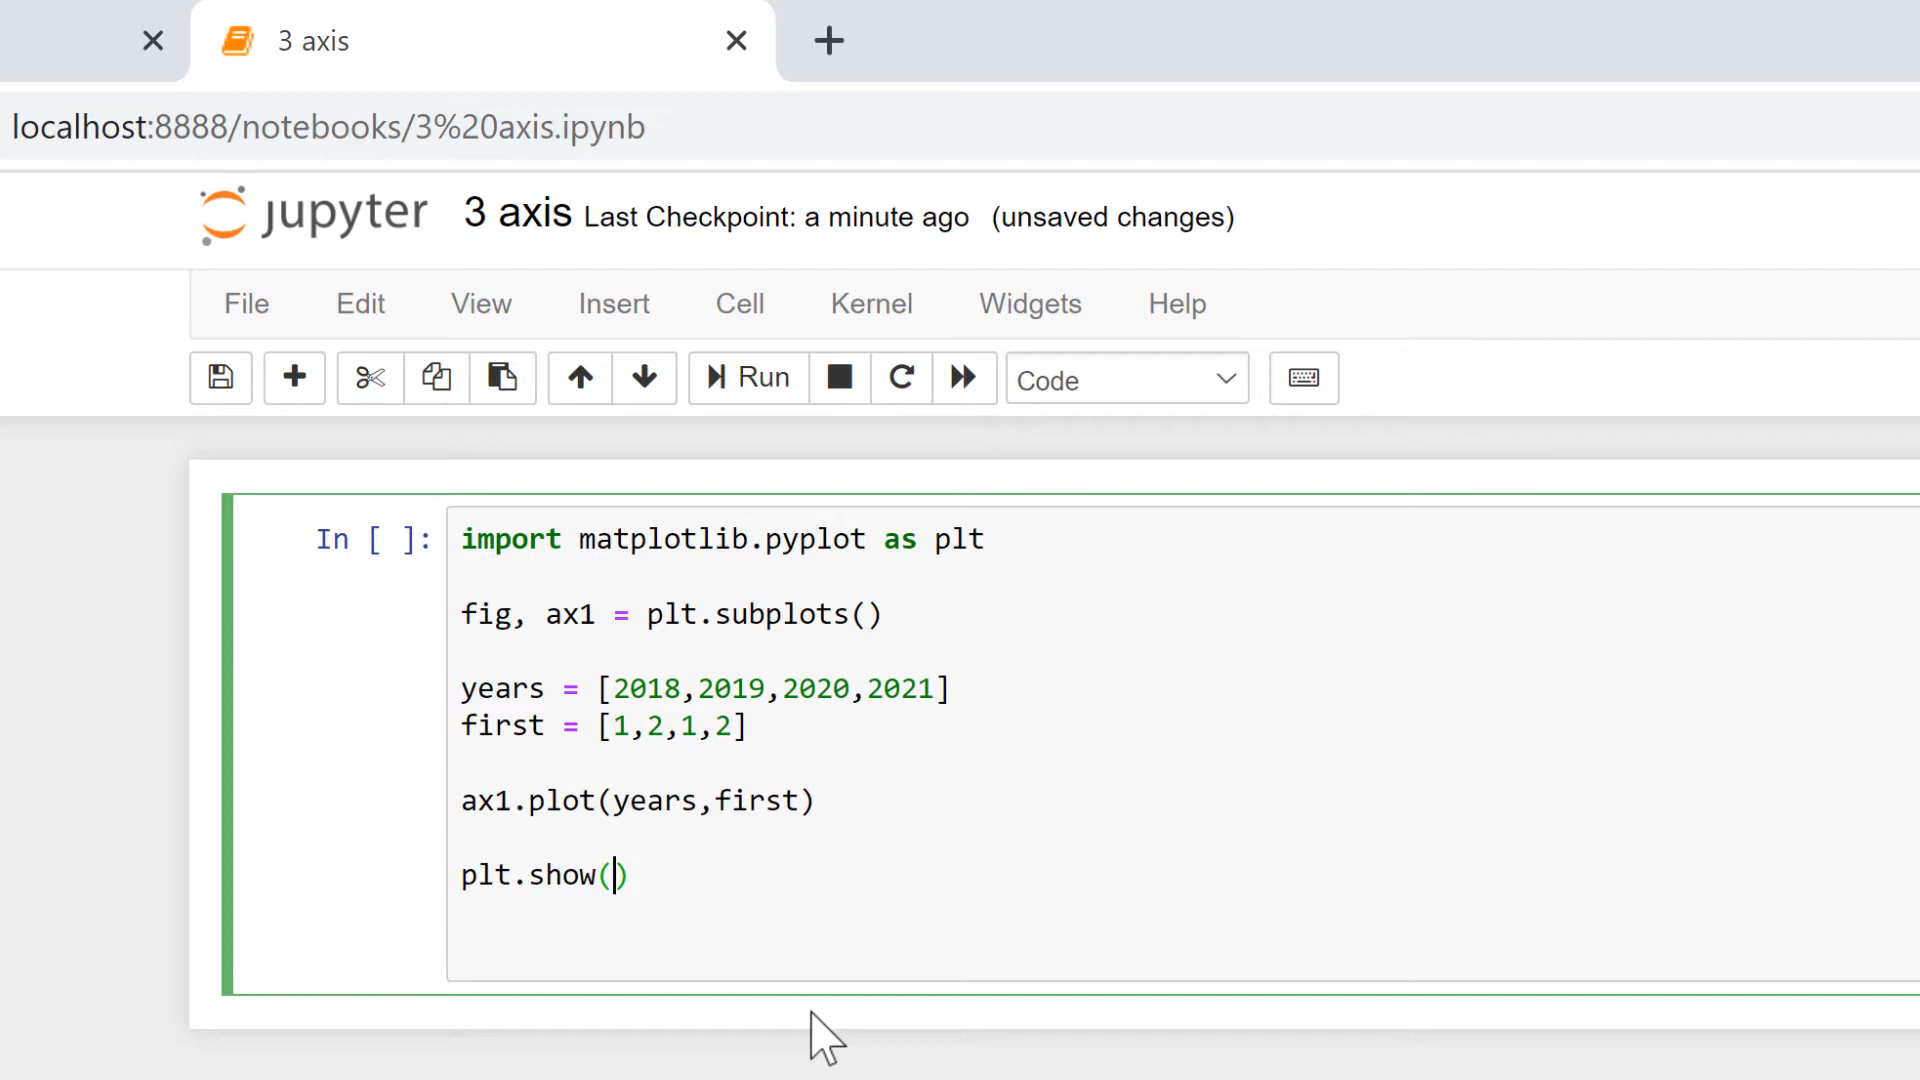 3 axis
localhost:8888/notebooks/3%20axis.ipynb
jupyter 3 axis Last Checkpoint: a minute ago (unsaved changes)
File Edit View Insert Cell Kernel Widgets Help
Run Code
In [ ]: import matplotlib.pyplot as plt
fig, ax1 = plt.subplots()
years = [2018,2019,2020,2021]
first = [1,2,1,2]
ax1.plot(years,first)
plt.show()